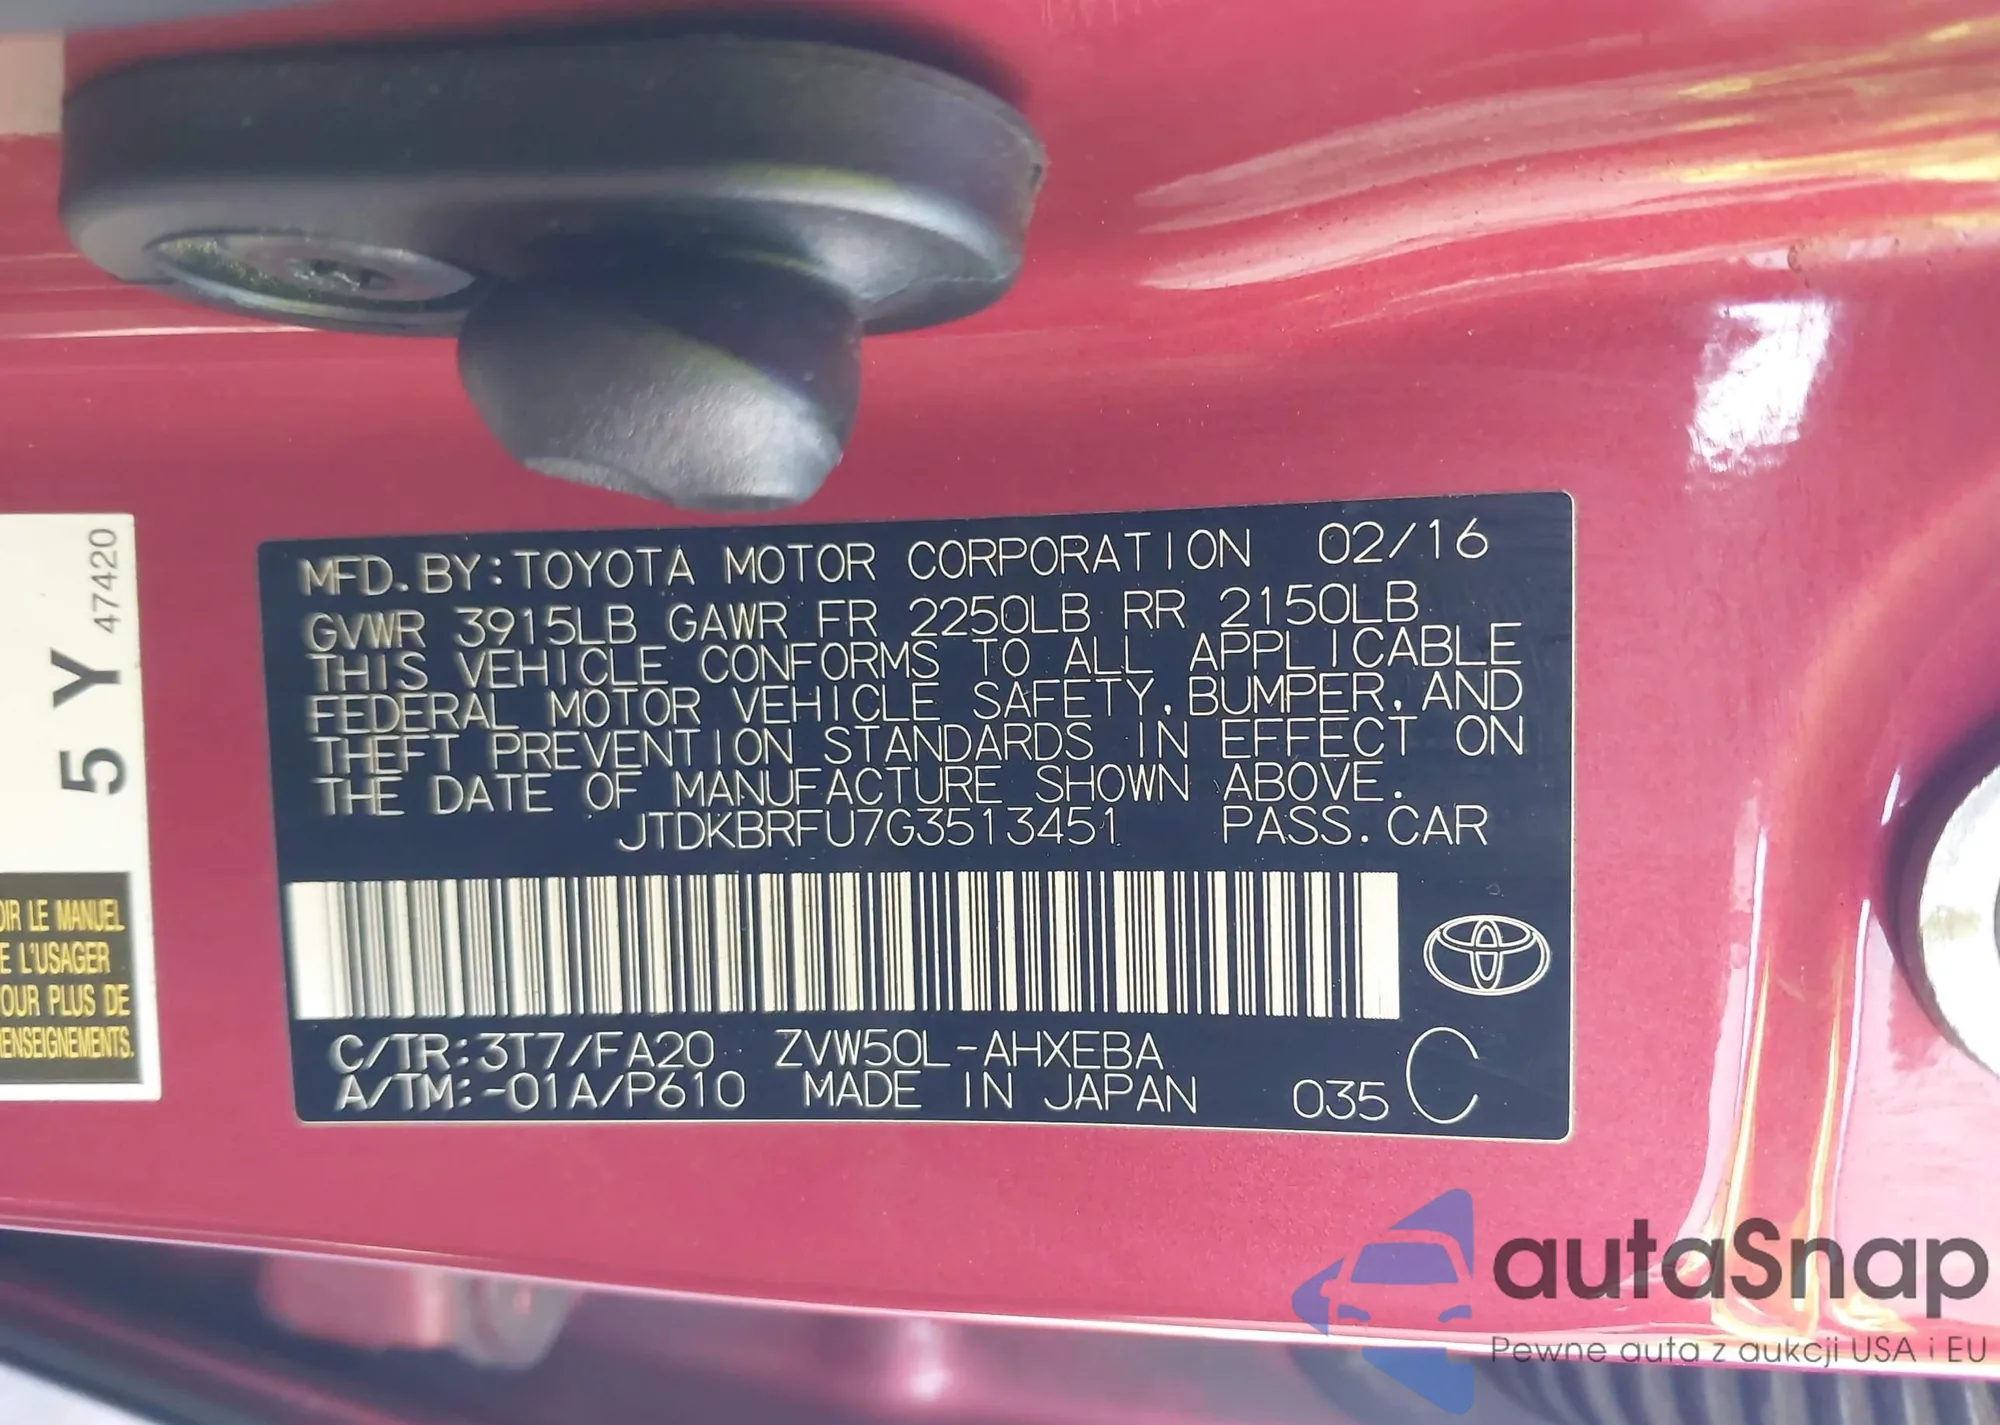 MFD. BY: TOYOTA MOTOR CORPORATION 02/16
GVWR 3915LB GAWR FR 2250LB RR 2150LB
THIS VEHICLE CONFORMS TO ALL APPLICABLE
FEDERAL MOTOR VEHICLE SAFETY, BUMPER, AND
THEFT PREVENTION STANDARDS IN EFFECT ON
THE DATE OF MANUFACTURE SHOWN ABOVE.
JTDKBRFU7G3513451 PASS. CAR
C/TR: 3T7/FA20 ZVW50L-AHXEBA
A/TM: -01A/P610 MADE IN JAPAN 035 C
5 Y 47420
OIR LE MANUEL
E L'USAGER
OUR PLUS DE
ENSEIGNEMENTS.
autaSnap
Pewne auta z aukcji USA i EU